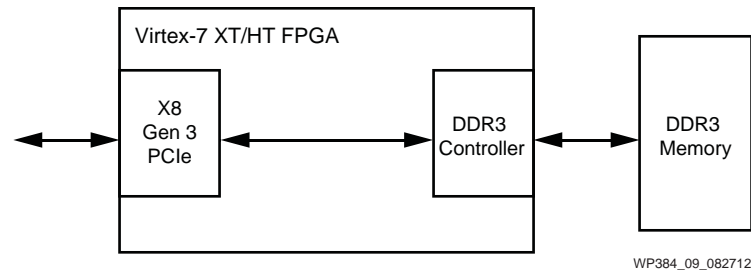 Virtex-7 XT/HT FPGA
X8
Gen 3
PCIe
DDR3
Controller
DDR3
Memory
WP384_09_082712